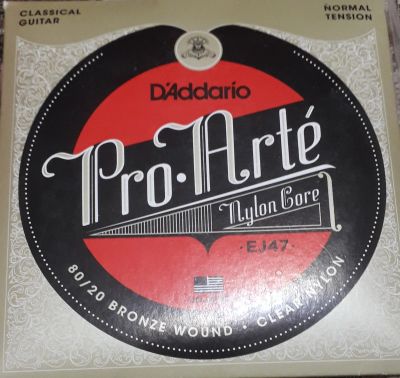 CLASSICAL
GUITAR
NORMAL
TENSION
D'Addario
Pro·Arté
Nylon Core
·EJ47·
80/20 BRONZE WOUND · CLEAR NYLON